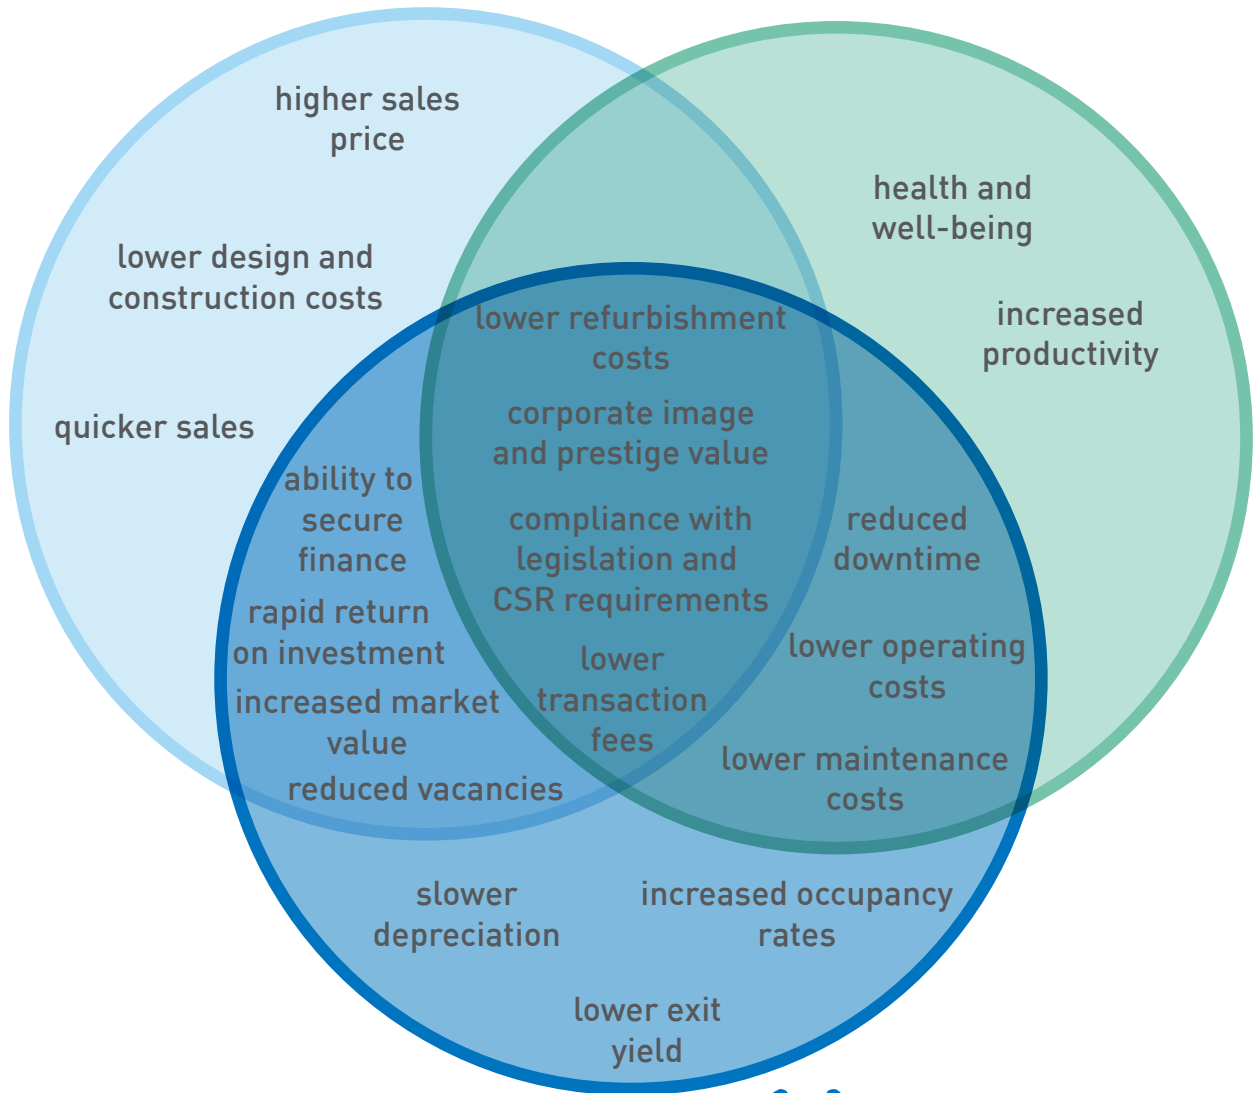 higher sales
price
health and
well-being
lower design and
construction costs
lower refurbishment
costs
increased
productivity
quicker sales
corporate image
and prestige value
ability to
secure
finance
compliance with
legislation and
CSR requirements
reduced
downtime
rapid return
on investment
lower
transaction
fees
lower operating
costs
increased market
value
reduced vacancies
lower maintenance
costs
slower
depreciation
increased occupancy
rates
lower exit
yield